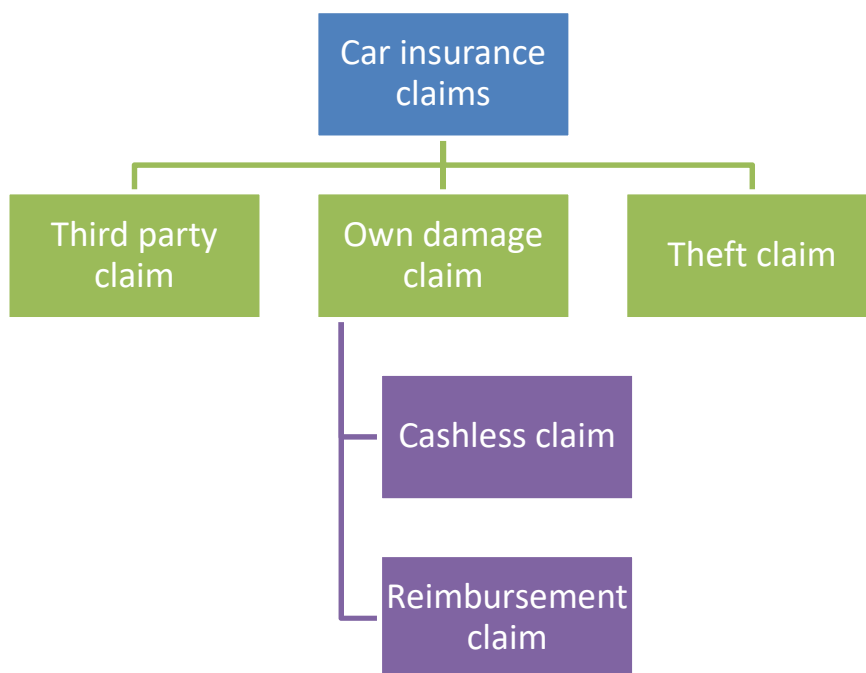 Car insurance
claims
Third party
claim
Own damage
claim
Theft claim
Cashless claim
Reimbursement
claim